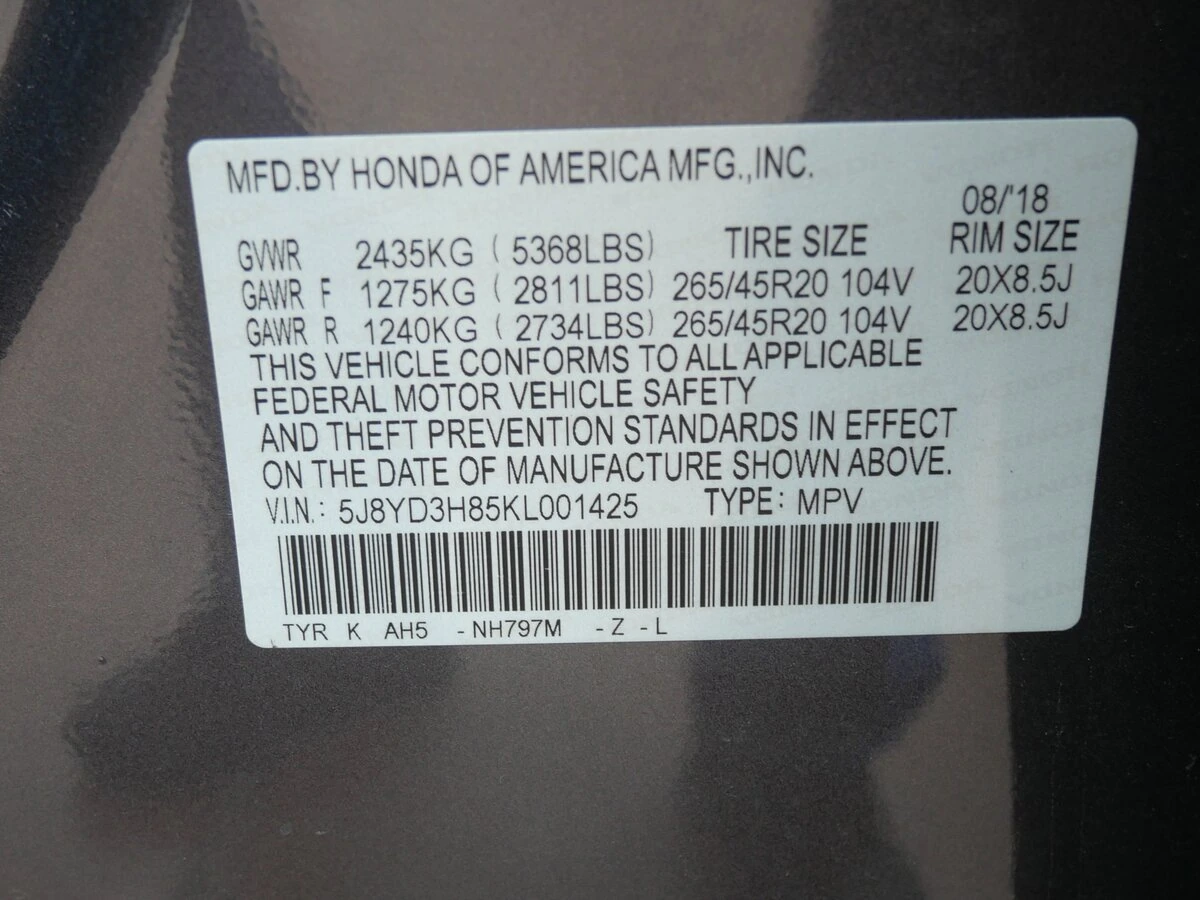 MFD.BY HONDA OF AMERICA MFG.,INC.
08/'18
GVWR 2435KG ( 5368LBS) TIRE SIZE RIM SIZE
GAWR F 1275KG ( 2811LBS) 265/45R20 104V 20X8.5J
GAWR R 1240KG ( 2734LBS) 265/45R20 104V 20X8.5J
THIS VEHICLE CONFORMS TO ALL APPLICABLE
FEDERAL MOTOR VEHICLE SAFETY
AND THEFT PREVENTION STANDARDS IN EFFECT
ON THE DATE OF MANUFACTURE SHOWN ABOVE.
V.I.N.: 5J8YD3H85KL001425 TYPE: MPV
TYR K AH5 -NH797M -Z -L